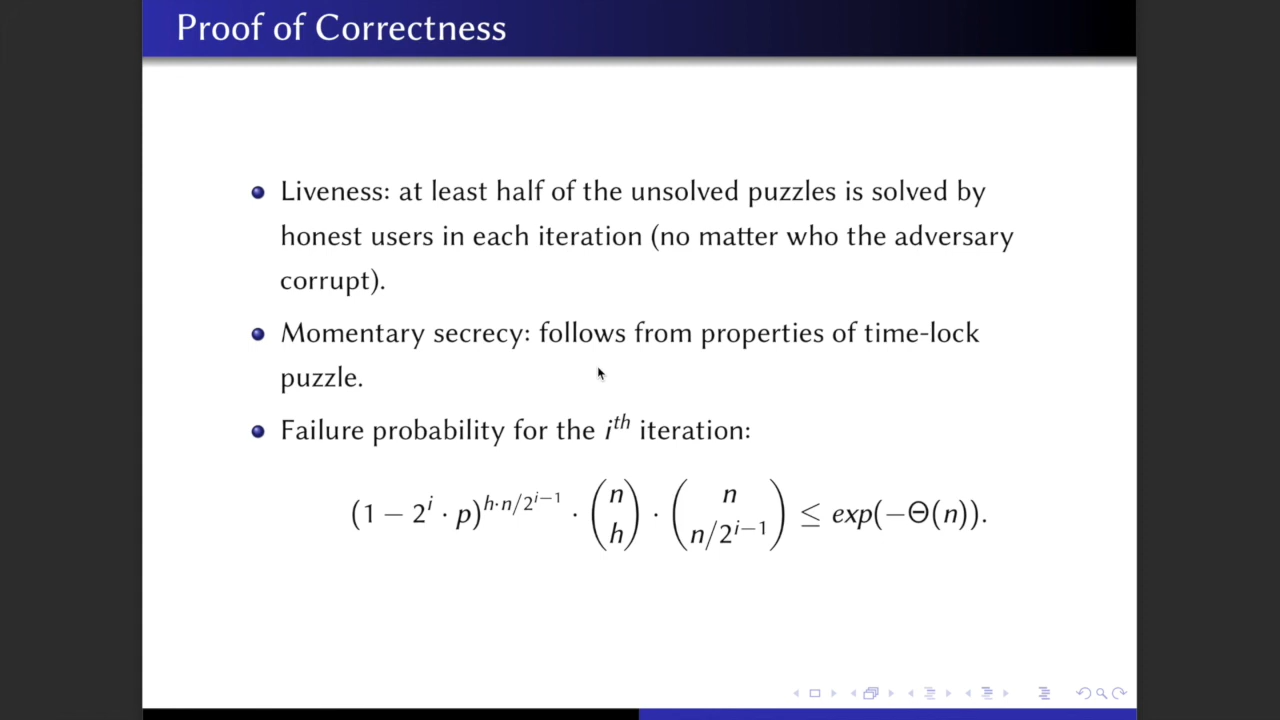 Proof of Correctness
Liveness: at least half of the unsolved puzzles is solved by
honest users in each iteration (no matter who the adversary
corrupt).
Momentary secrecy: follows from properties of time-lock
puzzle.
Failure probability for the i^{th} iteration:
(1 − 2^i · p)^{h·n/2^{i−1}} · \binom{n}{h} · \binom{n}{n/2^{i−1}} ≤ exp(−Θ(n)).